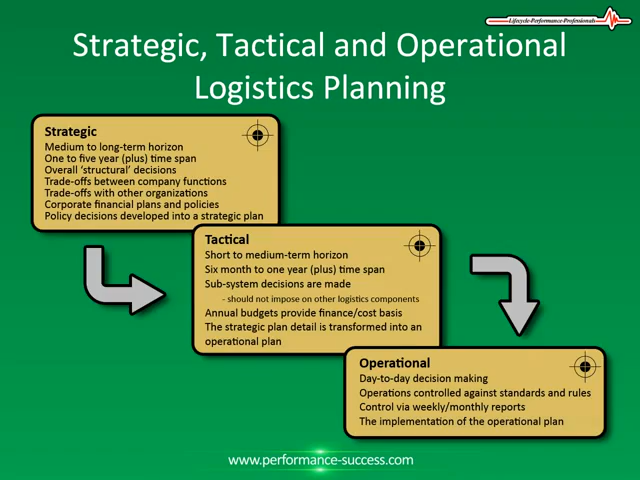 Lifecycle-Performance-Professionals
Strategic, Tactical and Operational
Logistics Planning
Strategic
Medium to long-term horizon
One to five year (plus) time span
Overall ‘structural’ decisions
Trade-offs between company functions
Trade-offs with other organizations
Corporate financial plans and policies
Policy decisions developed into a strategic plan
Tactical
Short to medium-term horizon
Six month to one year (plus) time span
Sub-system decisions are made
- should not impose on other logistics components
Annual budgets provide finance/cost basis
The strategic plan detail is transformed into an
operational plan
Operational
Day-to-day decision making
Operations controlled against standards and rules
Control via weekly/monthly reports
The implementation of the operational plan
www.performance-success.com